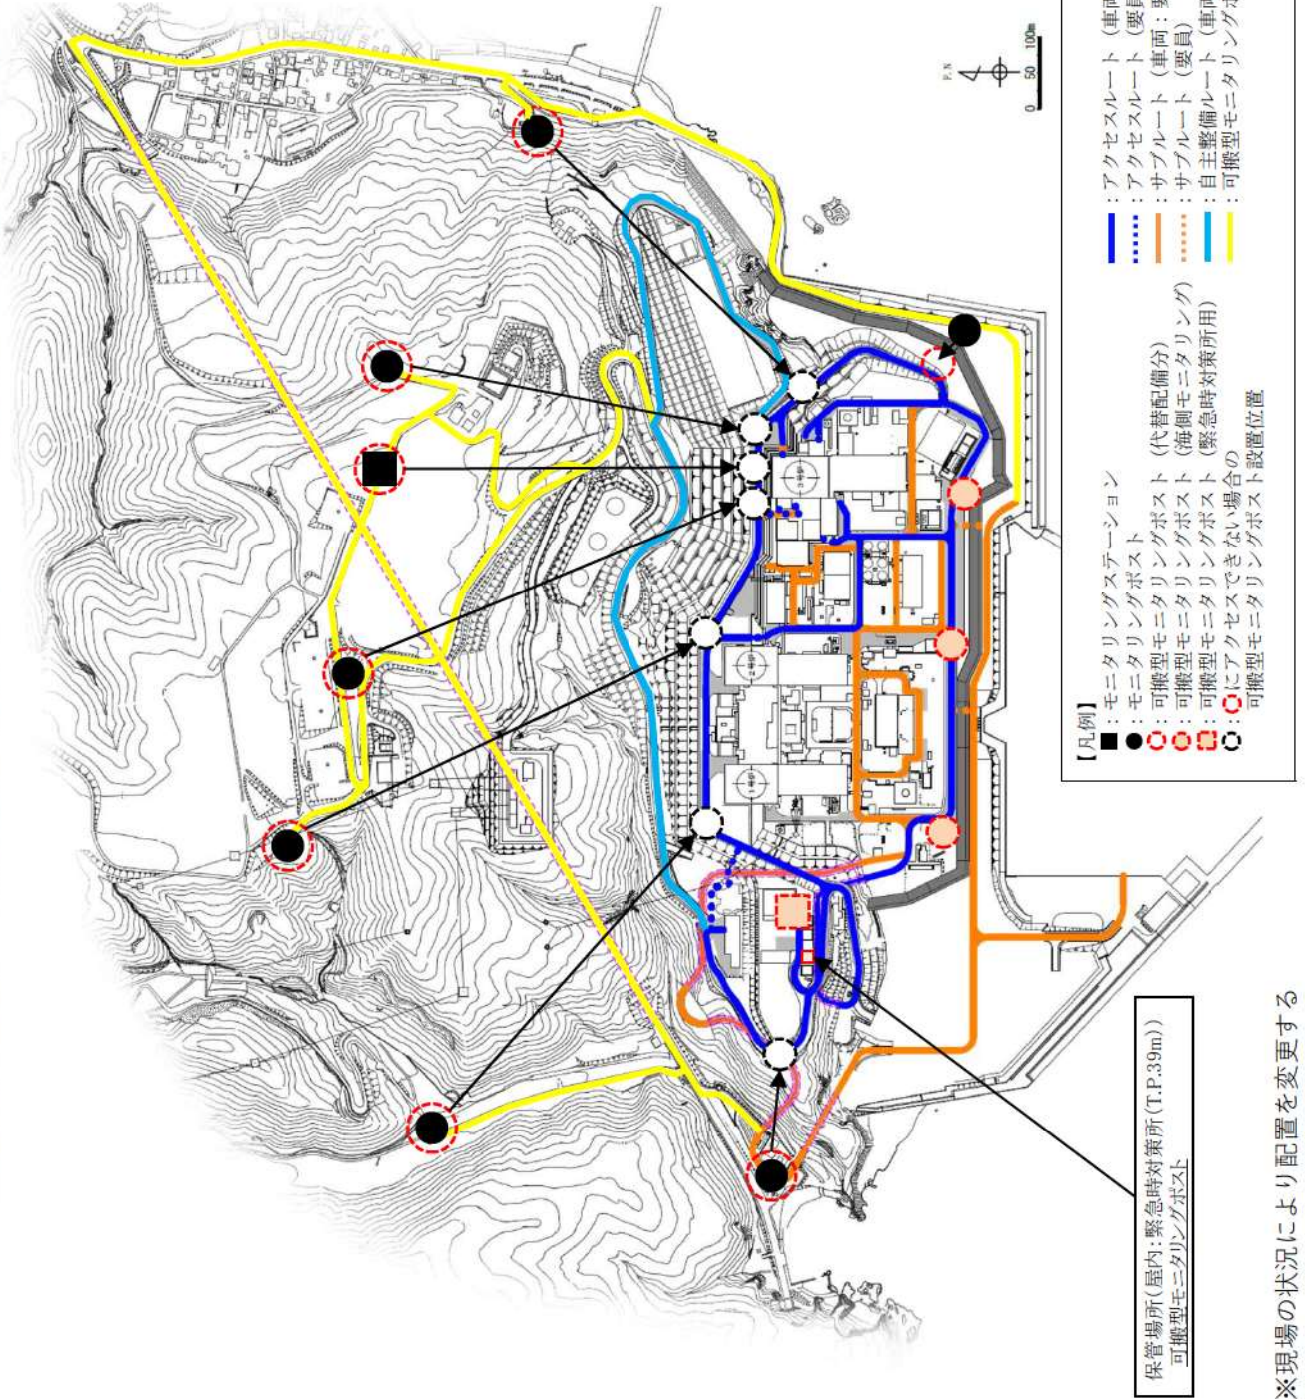 P.N
0 50 100m
3号炉
2号炉
1号炉
【凡例】
■：モニタリングステーション
●：モニタリングポスト
：可搬型モニタリングポスト（代替配備分）
：可搬型モニタリングポスト（海側モニタリング）
：可搬型モニタリングポスト（緊急時対策所用）
：〇にアクセスできない場合の
可搬型モニタリングポスト設置位置
：アクセスルート（車両
：アクセスルート（要員
：サブルート（車両：要
：サブルート（要員）
：自主整備ルート（車両
：可搬型モニタリングポ
保管場所（屋内：緊急時対策所（T.P.39m））
可搬型モニタリングポスト
※現場の状況により配置を変更する